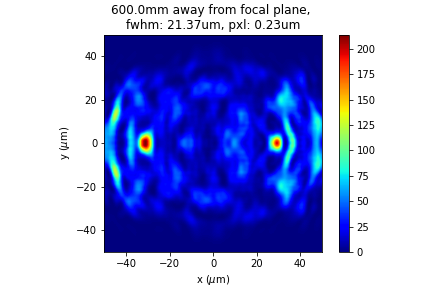 600.0mm away from focal plane,
fwhm: 21.37um, pxl: 0.23um
y (μm)
40
20
0
−20
−40
−40 −20 0 20 40
x (μm)
200
175
150
125
100
75
50
25
0